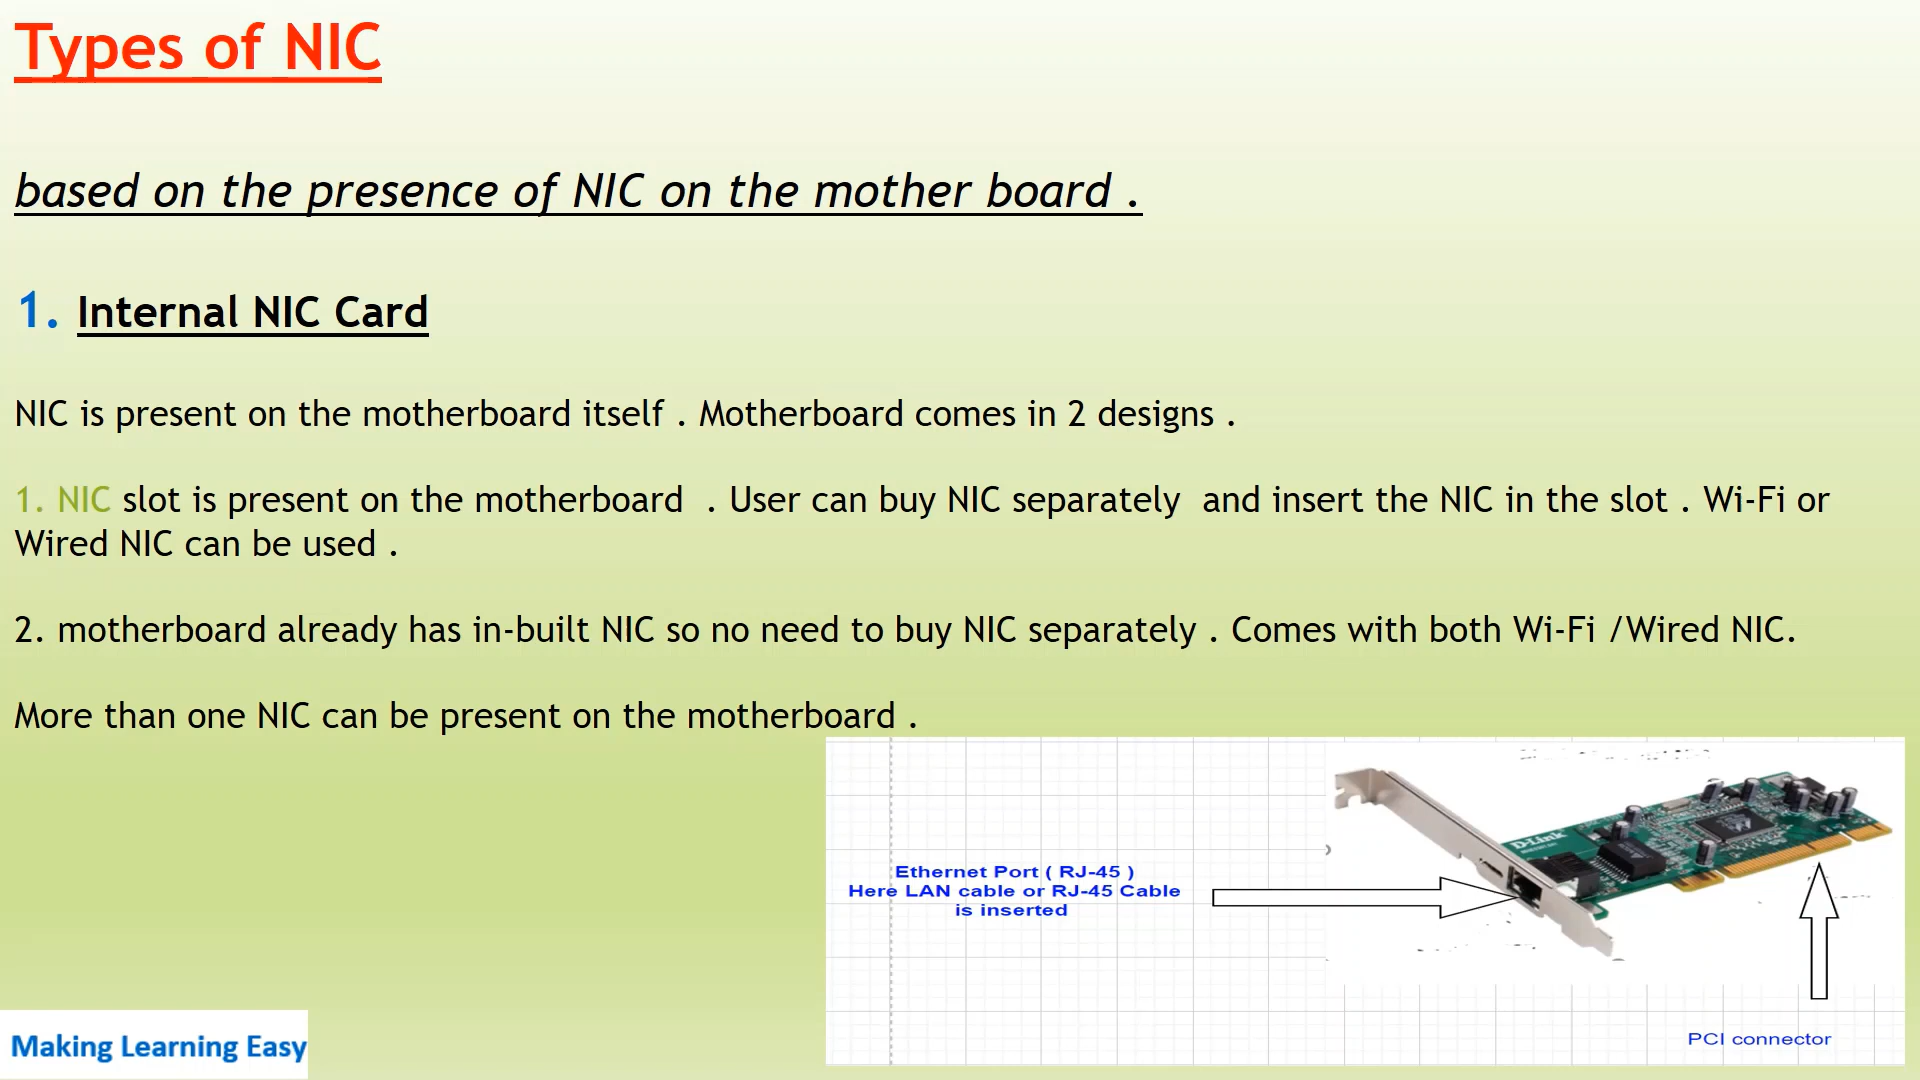 Types of NIC
based on the presence of NIC on the mother board .
1. Internal NIC Card
NIC is present on the motherboard itself . Motherboard comes in 2 designs .
1. NIC slot is present on the motherboard . User can buy NIC separately and insert the NIC in the slot . Wi-Fi or
Wired NIC can be used .
2. motherboard already has in-built NIC so no need to buy NIC separately . Comes with both Wi-Fi /Wired NIC.
More than one NIC can be present on the motherboard .
D-Link
Ethernet Port ( RJ-45 )
Here LAN cable or RJ-45 Cable
is inserted
PCI connector
Making Learning Easy